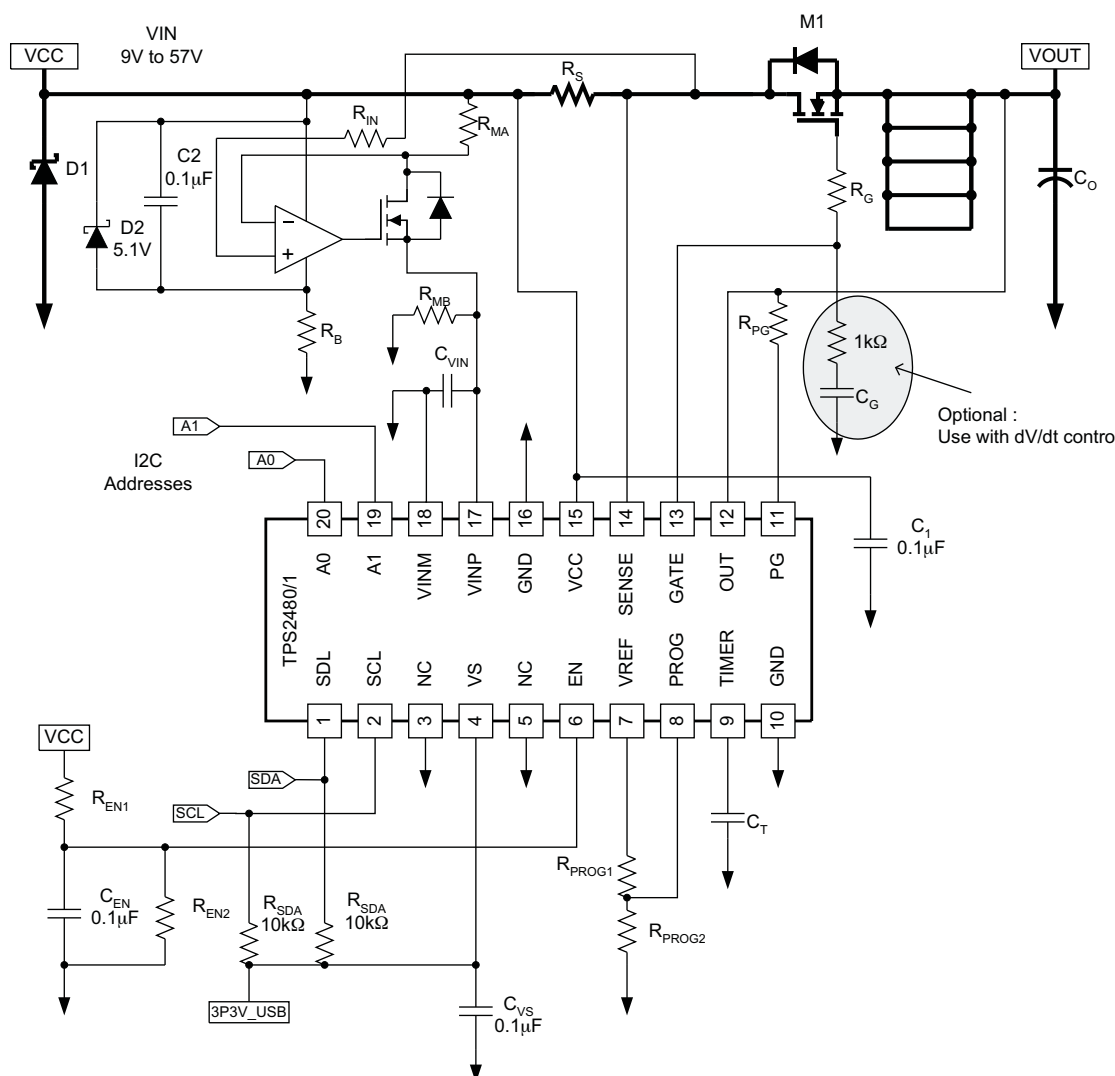 M1
VIN
9V to 57V
VCC
VOUT
RS
RIN
RMA
C2
0.1µF
D1
D2
5.1V
RG
CO
RMB
RB
RPG
1kΩ
CVIN
CG
Optional :
Use with dV/dt contro
A1
A0
I2C
Addresses
20 19 18 17 16 15 14 13 12 11
C1
0.1µF
A0 A1 VINM VINP GND VCC SENSE GATE OUT PG
TPS2480/1
SDL SCL NC VS NC EN VREF PROG TIMER GND
1 2 3 4 5 6 7 8 9 10
VCC
SDA
REN1
SCL
CT
RPROG1
CEN
0.1µF
REN2
RSDA
10kΩ
RSDA
10kΩ
RPROG2
3P3V_USB
CVS
0.1µF